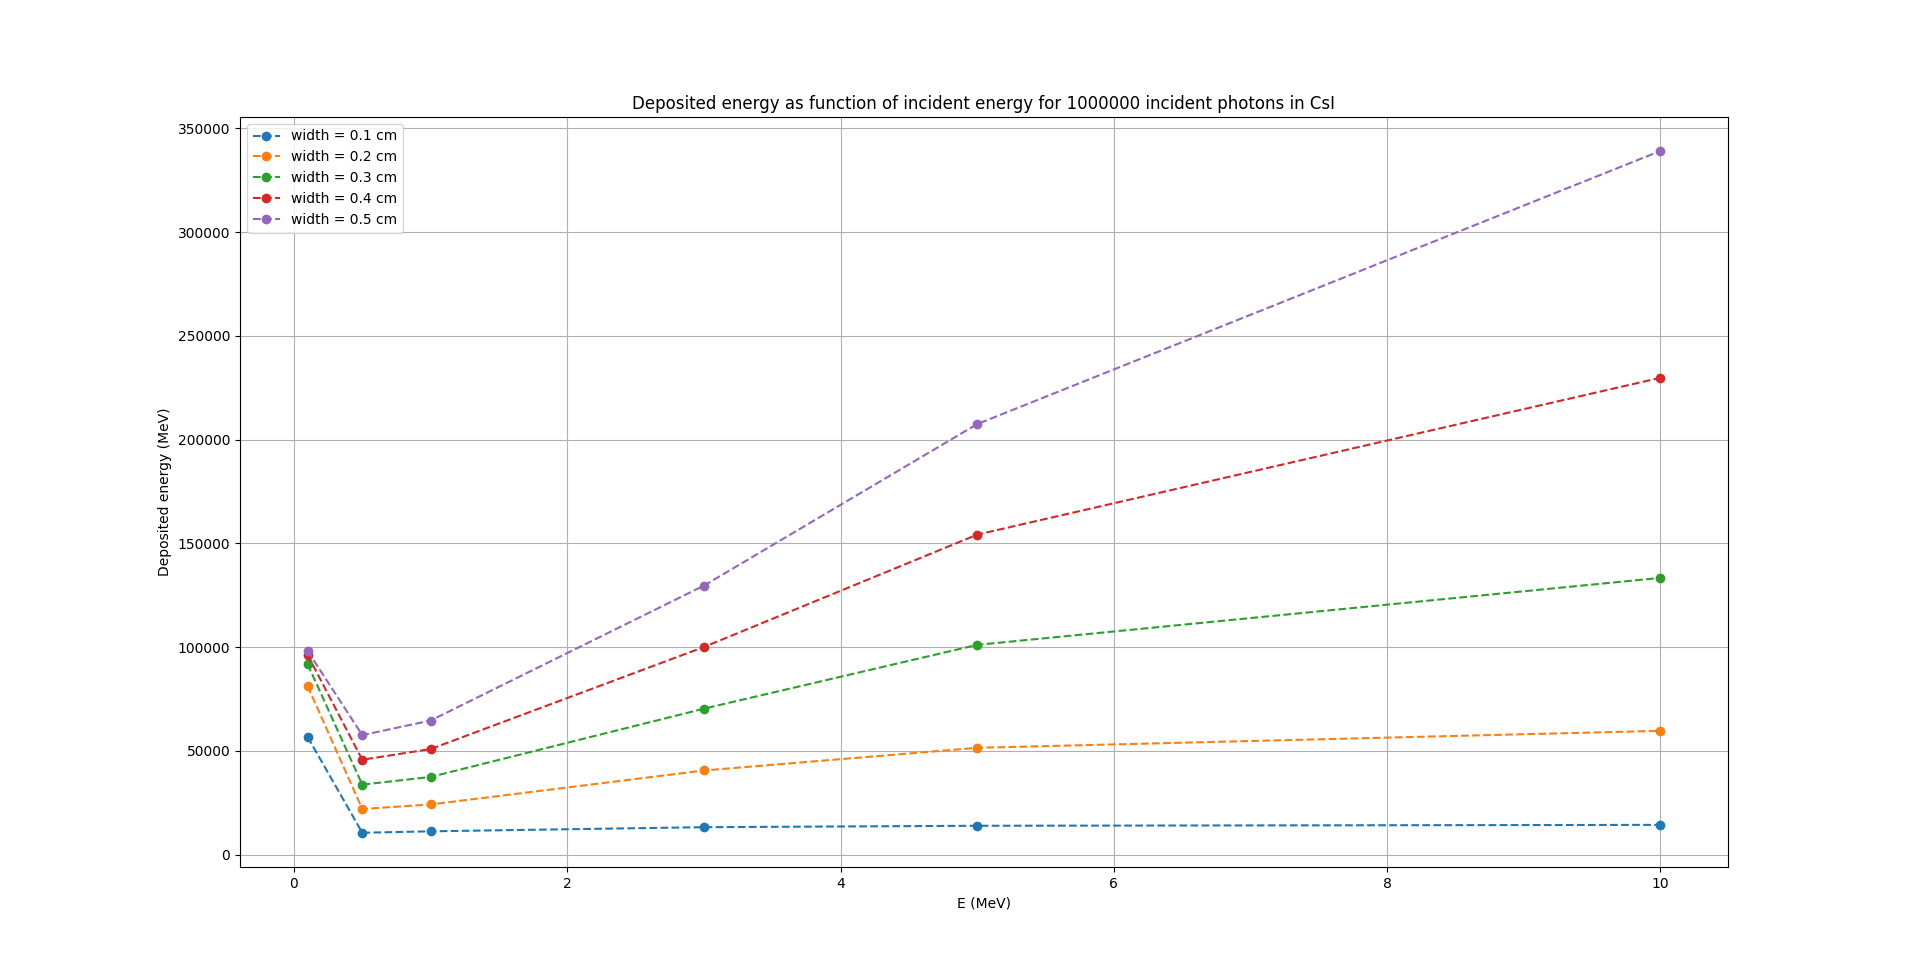 Deposited energy as function of incident energy for 1000000 incident photons in CsI
width = 0.1 cm
width = 0.2 cm
width = 0.3 cm
width = 0.4 cm
width = 0.5 cm
Deposited energy (MeV)
350000
300000
250000
200000
150000
100000
50000
0
0 2 4 6 8 10
E (MeV)